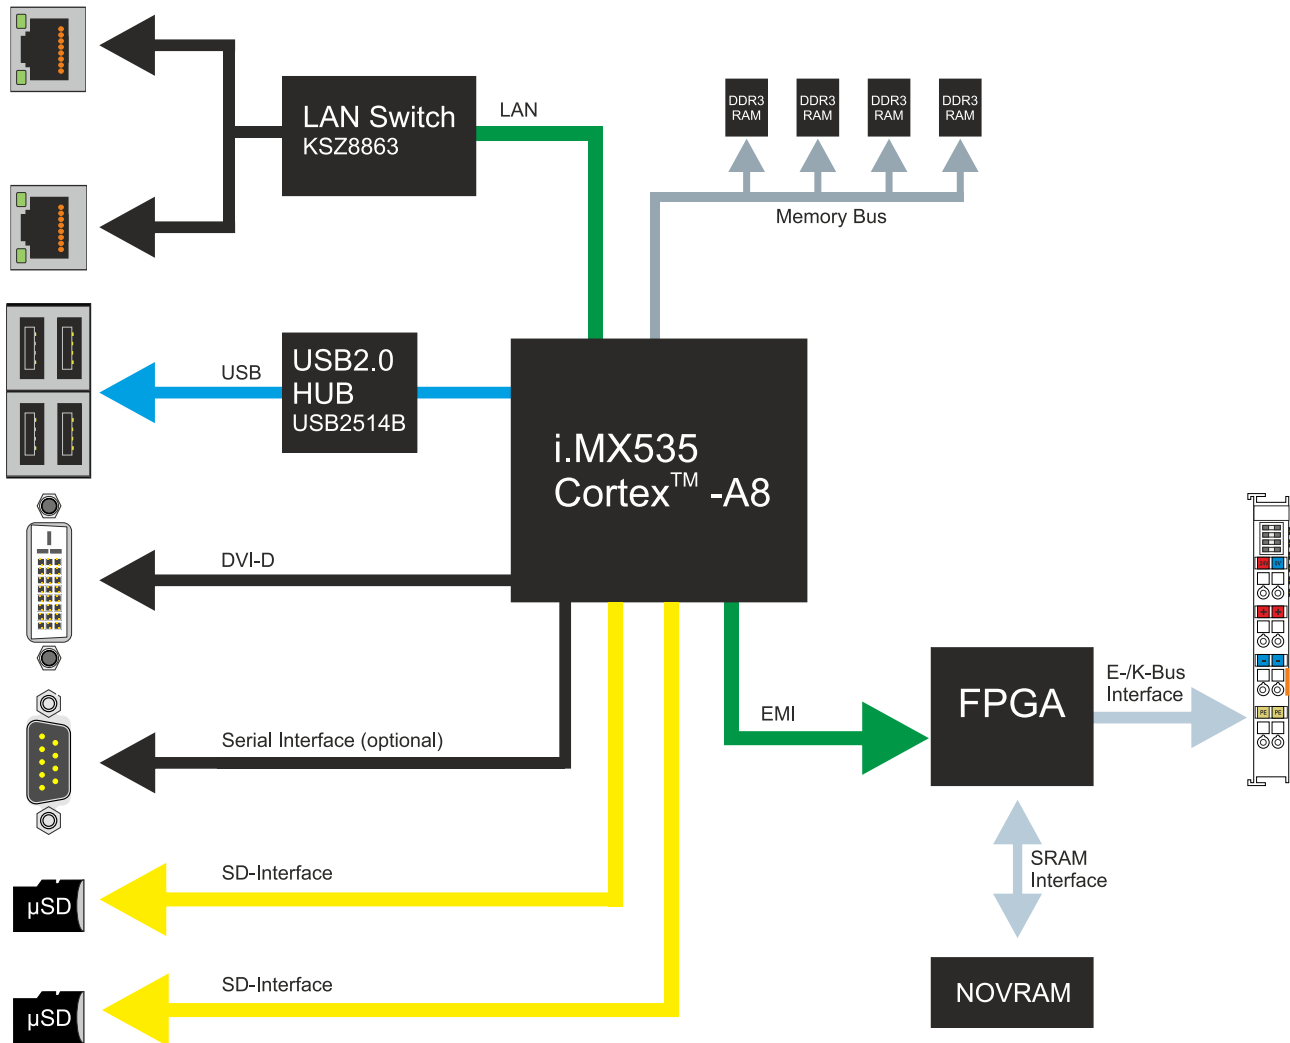 LAN Switch
KSZ8863
LAN
DDR3
RAM
DDR3
RAM
DDR3
RAM
DDR3
RAM
Memory Bus
USB
USB2.0
HUB
USB2514B
i.MX535
Cortex™ -A8
DVI-D
Serial Interface (optional)
EMI
FPGA
E-/K-Bus
Interface
SRAM
Interface
NOVRAM
SD-Interface
µSD
SD-Interface
µSD
+ +
- -
PE PE